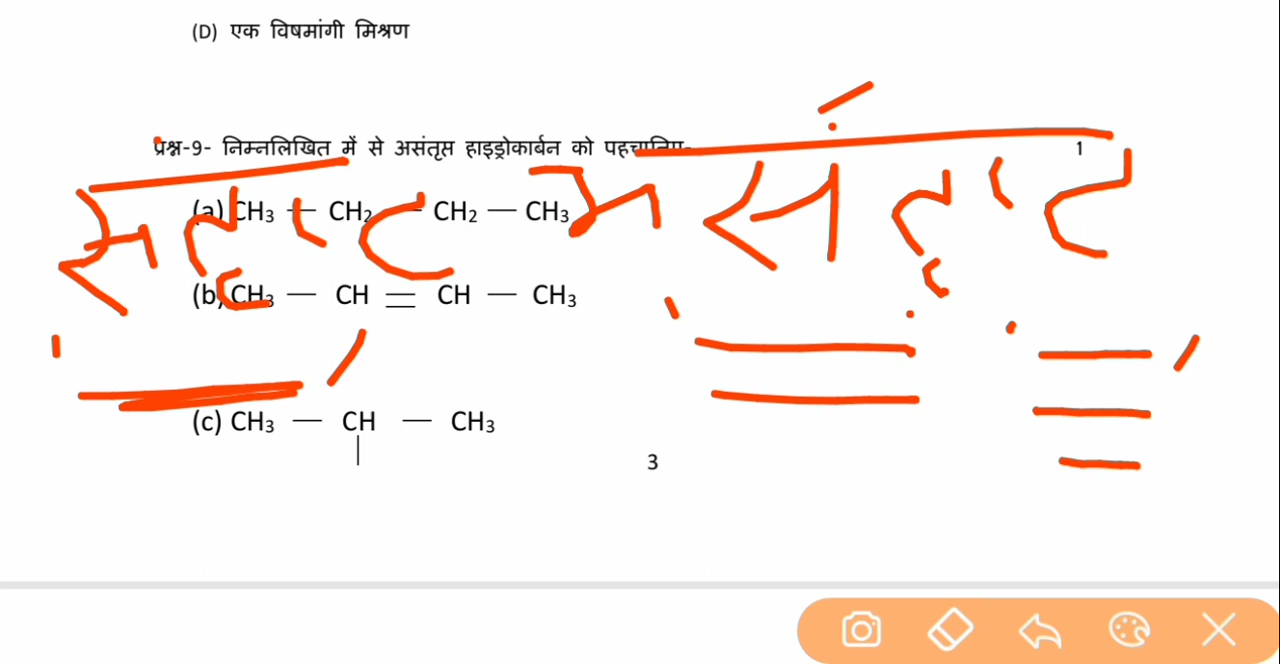 (D) एक विषमांगी मिश्रण
प्रश्न-9- निम्नलिखित में से असंतृप्त हाइड्रोकार्बन को पहचानिए- 1
(a) CH3 — CH2 — CH2 — CH3
(b) CH3 — CH = CH — CH3
(c) CH3 — CH — CH3
3